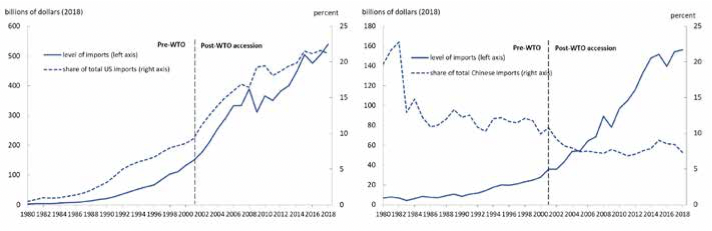 billions of dollars (2018)
percent
600
500
400
300
200
100
0
25
20
15
10
5
0
Pre-WTO
Post-WTO accession
level of imports (left axis)
share of total US imports (right axis)
1980 1982 1984 1986 1988 1990 1992 1994 1996 1998 2000 2002 2004 2006 2008 2010 2012 2014 2016 2018
billions of dollars (2018)
percent
180
160
140
120
100
80
60
40
20
0
25
20
15
10
5
0
Pre-WTO
Post-WTO accession
level of imports (left axis)
share of total Chinese imports (right axis)
1980 1982 1984 1986 1988 1990 1992 1994 1996 1998 2000 2002 2004 2006 2008 2010 2012 2014 2016 2018